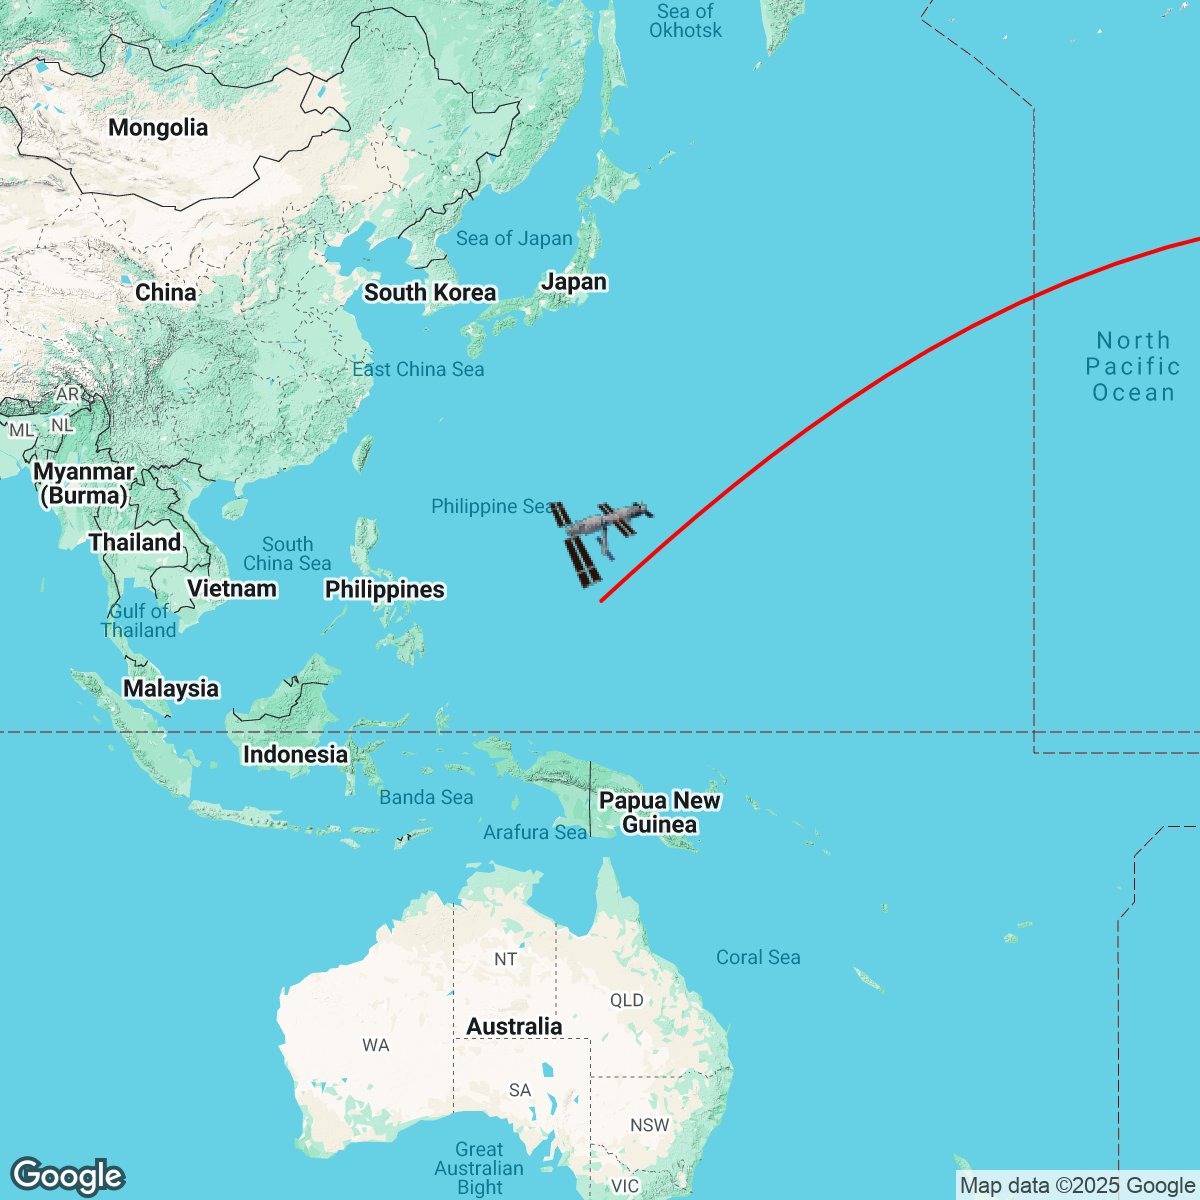 Sea of
Okhotsk
Mongolia
Sea of Japan
Japan
China
South Korea
North
Pacific
Ocean
East China Sea
AR
NL
ML
Myanmar
(Burma)
Philippine Sea
Thailand
South
China Sea
Vietnam
Philippines
Gulf of
Thailand
Malaysia
Indonesia
Banda Sea
Papua New
Guinea
Arafura Sea
NT
Coral Sea
QLD
Australia
WA
SA
NSW
Great
Australian
Bight
VIC
Google
Map data ©2025 Google